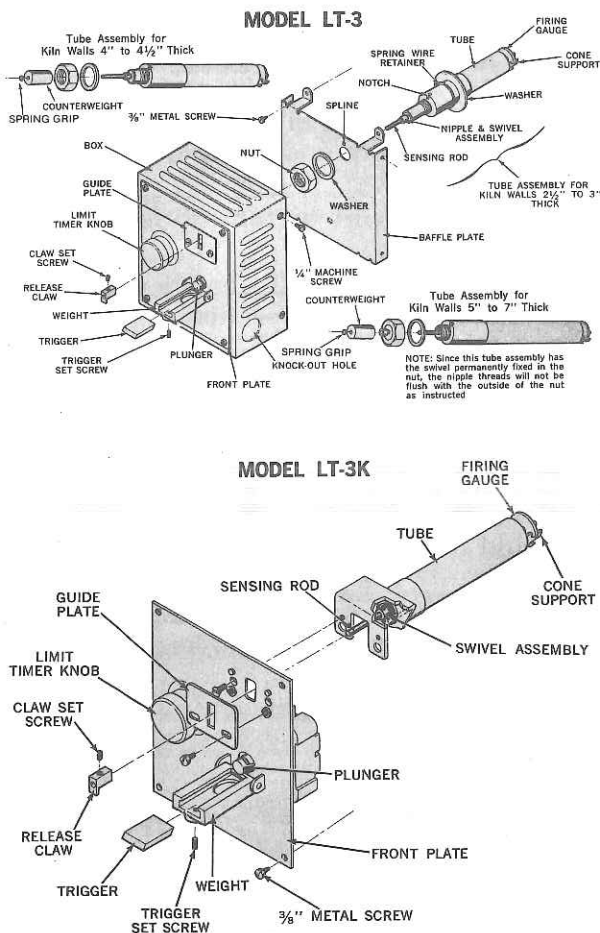 MODEL LT-3
Tube Assembly for
Kiln Walls 4" to 4½" Thick
COUNTERWEIGHT
SPRING GRIP
⅜" METAL SCREW
BOX
GUIDE
PLATE
LIMIT
TIMER KNOB
CLAW SET
SCREW
RELEASE
CLAW
WEIGHT
TRIGGER
TRIGGER
SET SCREW
PLUNGER
FRONT PLATE
KNOCK-OUT HOLE
NUT
WASHER
SPLINE
¼" MACHINE
SCREW
BAFFLE PLATE
FIRING
GAUGE
TUBE
CONE
SUPPORT
SPRING WIRE
RETAINER
NOTCH
WASHER
NIPPLE & SWIVEL
ASSEMBLY
SENSING ROD
TUBE ASSEMBLY FOR
KILN WALLS 2½" TO 3"
THICK
Tube Assembly for
Kiln Walls 5" to 7" Thick
COUNTERWEIGHT
SPRING GRIP
NOTE: Since this tube assembly has
the swivel permanently fixed in the
nut, the nipple threads will not be
flush with the outside of the nut
as instructed
MODEL LT-3K
FIRING
GAUGE
TUBE
CONE
SUPPORT
SENSING ROD
SWIVEL ASSEMBLY
GUIDE
PLATE
LIMIT
TIMER KNOB
CLAW SET
SCREW
RELEASE
CLAW
TRIGGER
TRIGGER
SET SCREW
WEIGHT
PLUNGER
FRONT PLATE
⅜" METAL SCREW